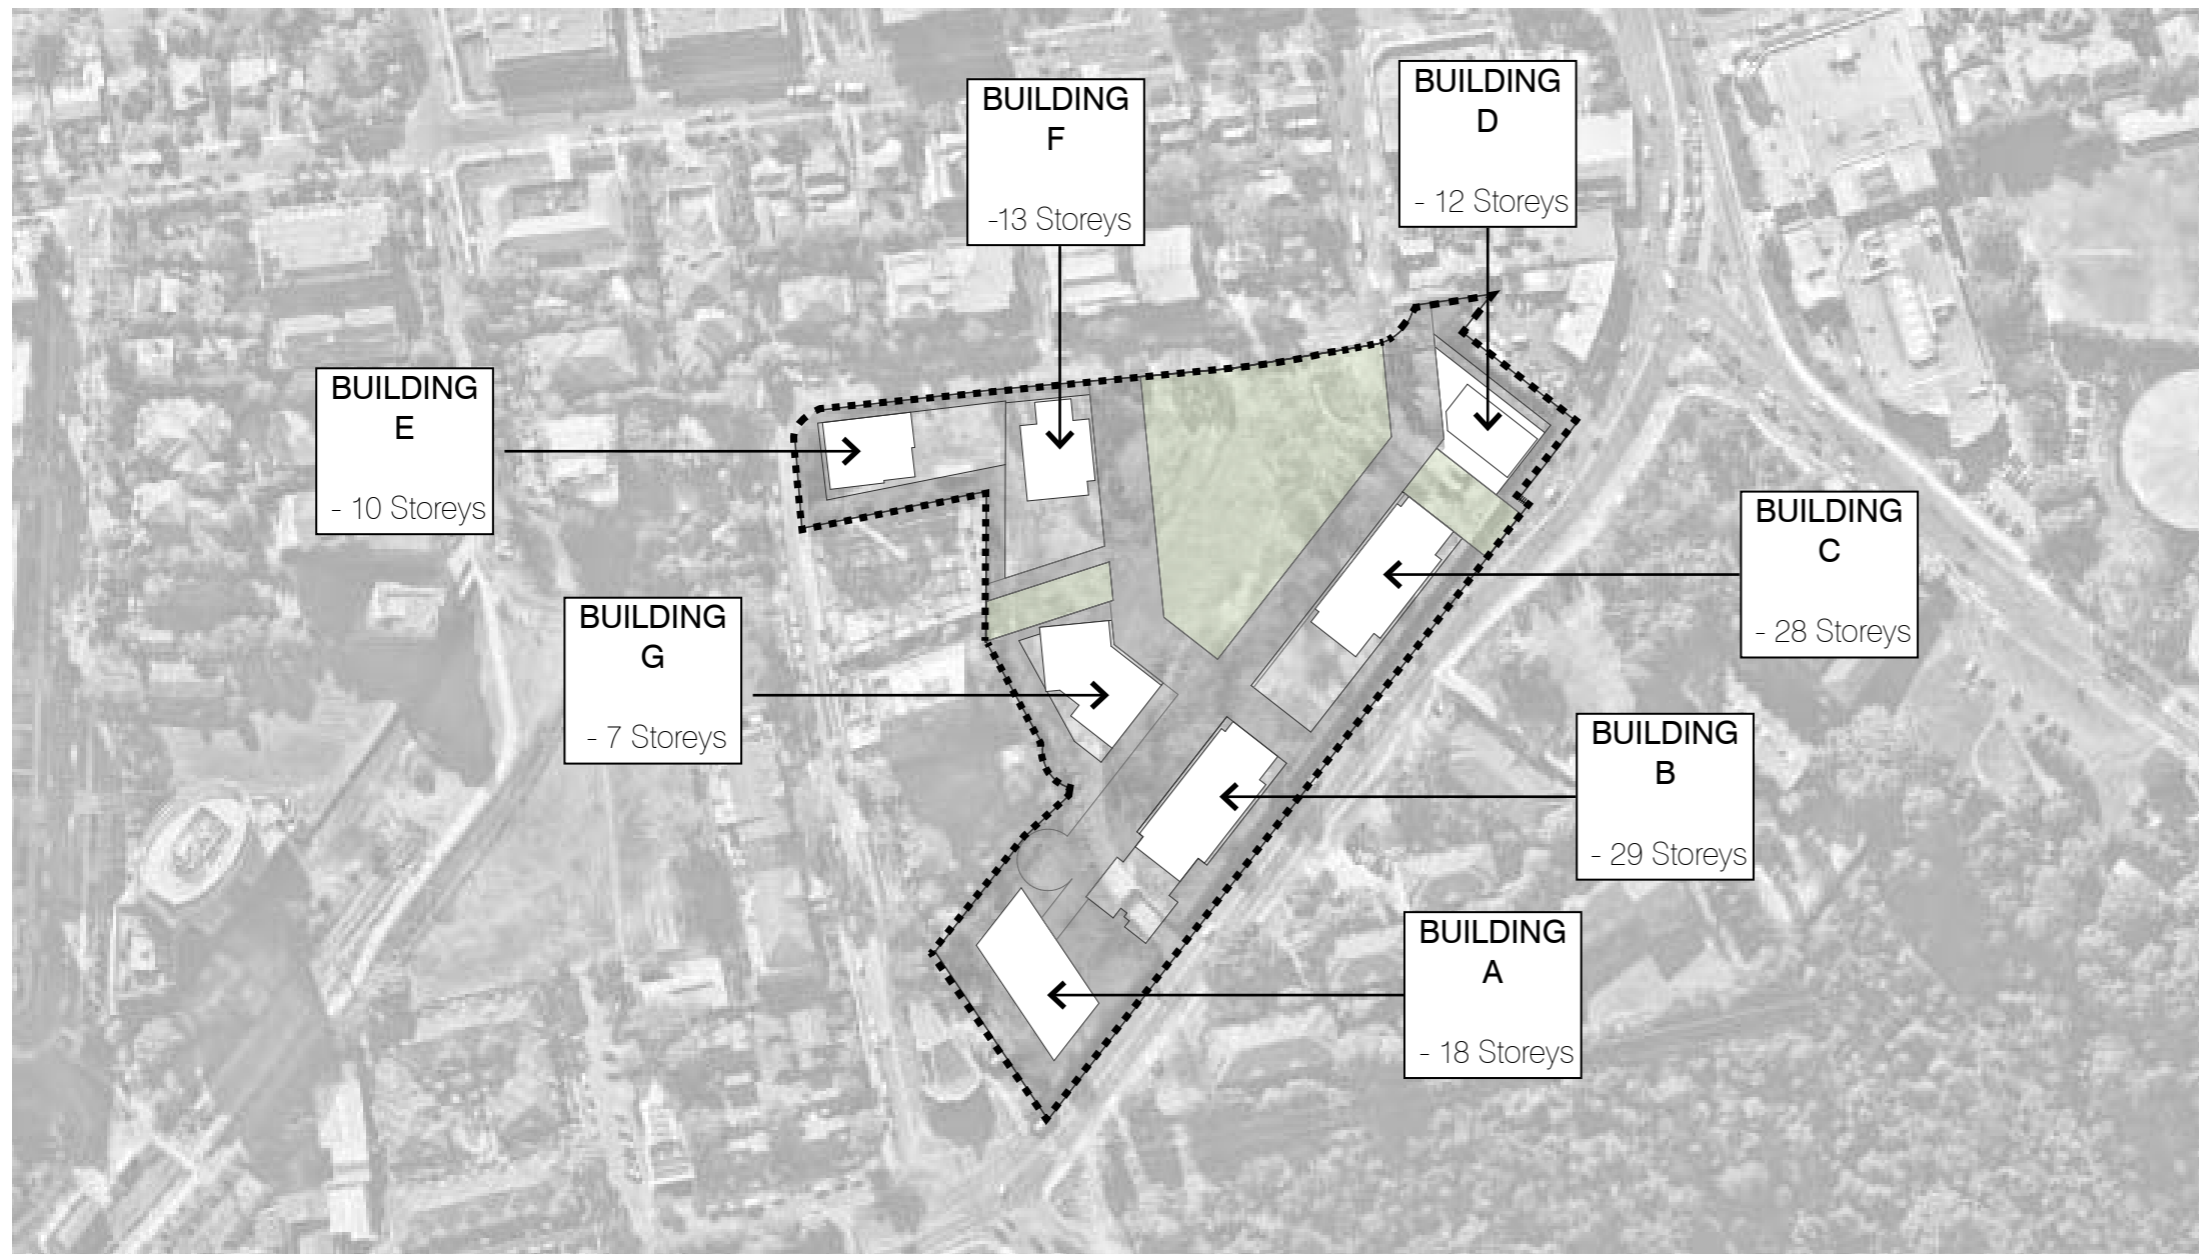 BUILDING
F
-13 Storeys
BUILDING
D
- 12 Storeys
BUILDING
E
- 10 Storeys
BUILDING
C
- 28 Storeys
BUILDING
G
- 7 Storeys
BUILDING
B
- 29 Storeys
BUILDING
A
- 18 Storeys